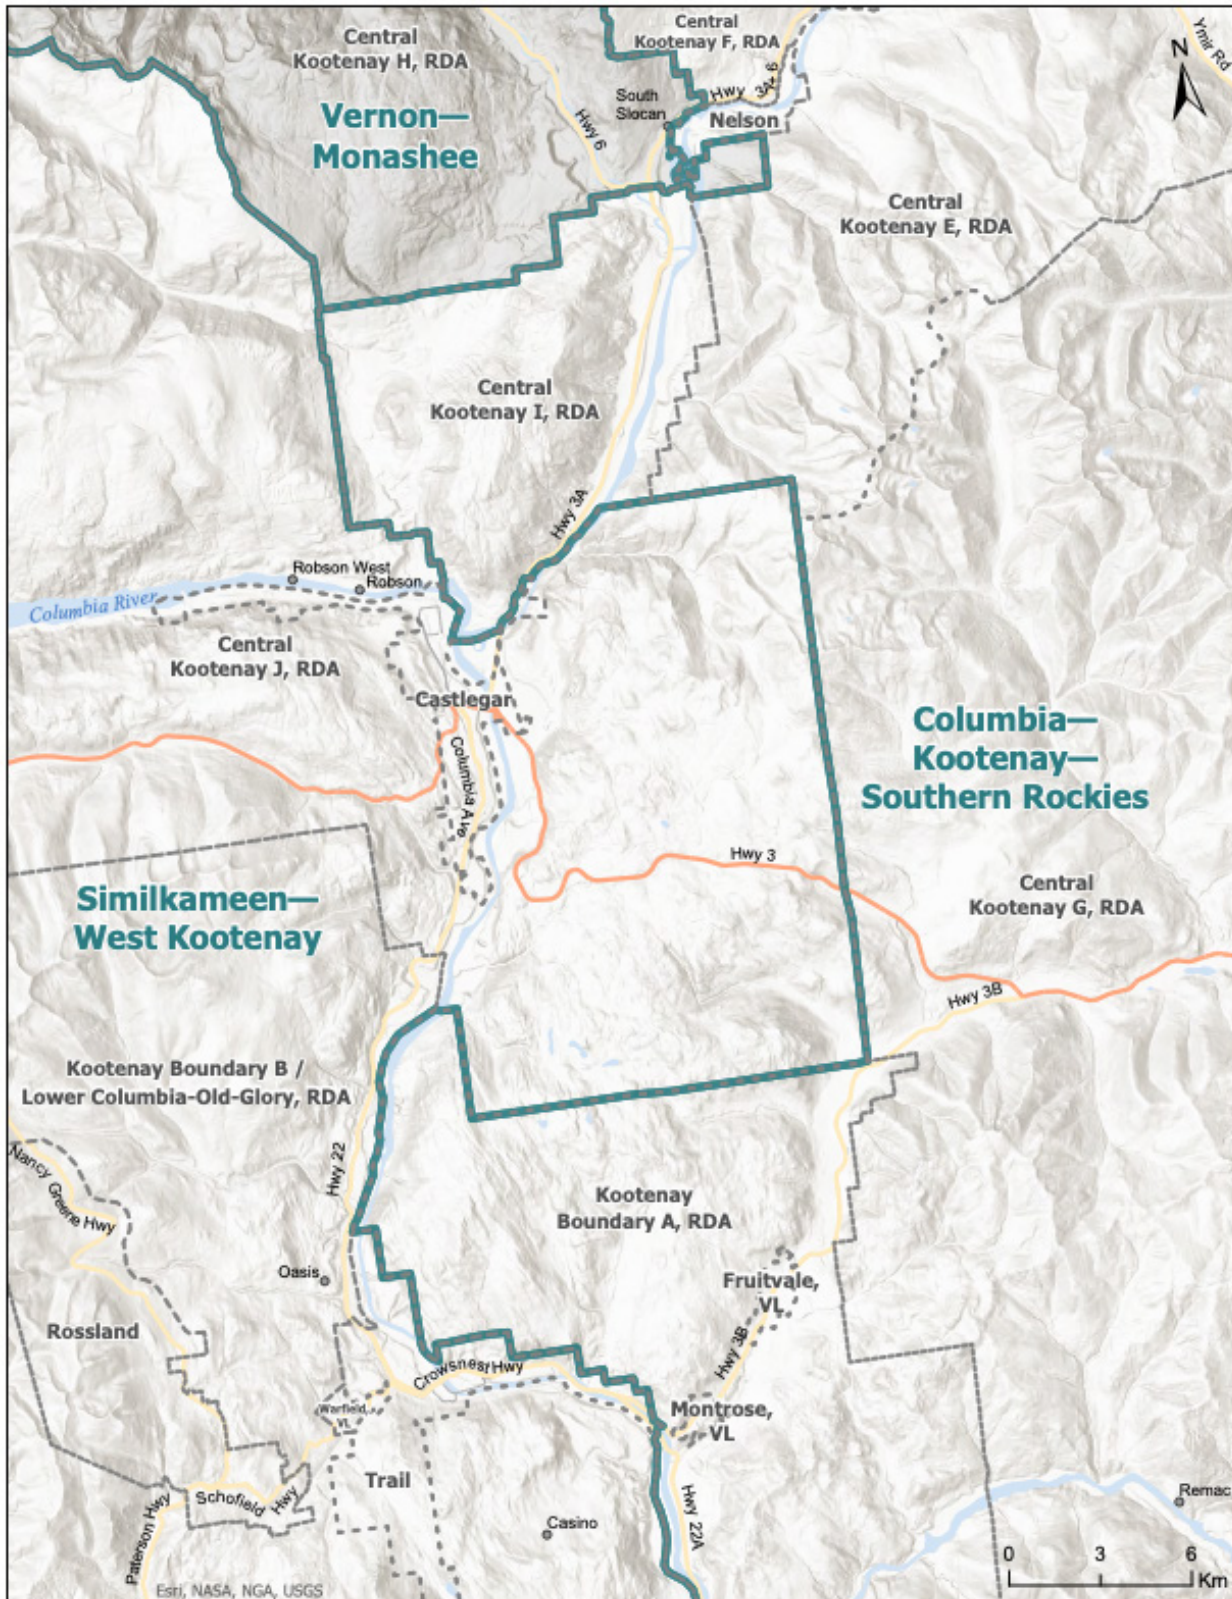 Central
Kootenay H, RDA
Central
Kootenay F, RDA
Ymir Rd
N
Vernon—
Monashee
South
Slocan
Hwy 3A 6
Nelson
Hwy 6
Central
Kootenay E, RDA
Central
Kootenay I, RDA
Hwy 3A
Robson West
Robson
Columbia River
Central
Kootenay J, RDA
Castlegar
Columbia Ave
Columbia—
Kootenay—
Southern Rockies
Hwy 3
Central
Kootenay G, RDA
Similkameen—
West Kootenay
Hwy 3B
Kootenay Boundary B /
Lower Columbia-Old-Glory, RDA
Nancy Greene Hwy
Hwy 22
Kootenay
Boundary A, RDA
Oasis
Fruitvale,
VL
Rossland
Hwy 3B
Crowsnest Hwy
Warfield,
VL
Montrose,
VL
Trail
Schofield Hwy
Paterson Hwy
Casino
Hwy 22A
Remac
0 3 6
Km
Esri, NASA, NGA, USGS